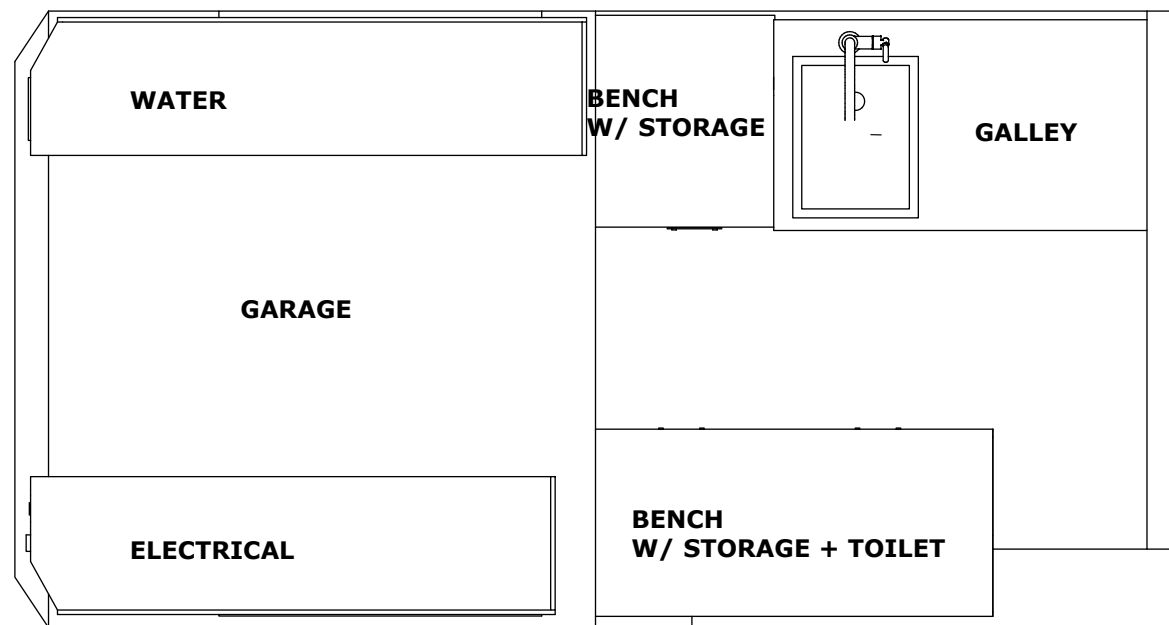 WATER
BENCH
W/ STORAGE
GALLEY
GARAGE
ELECTRICAL
BENCH
W/ STORAGE + TOILET